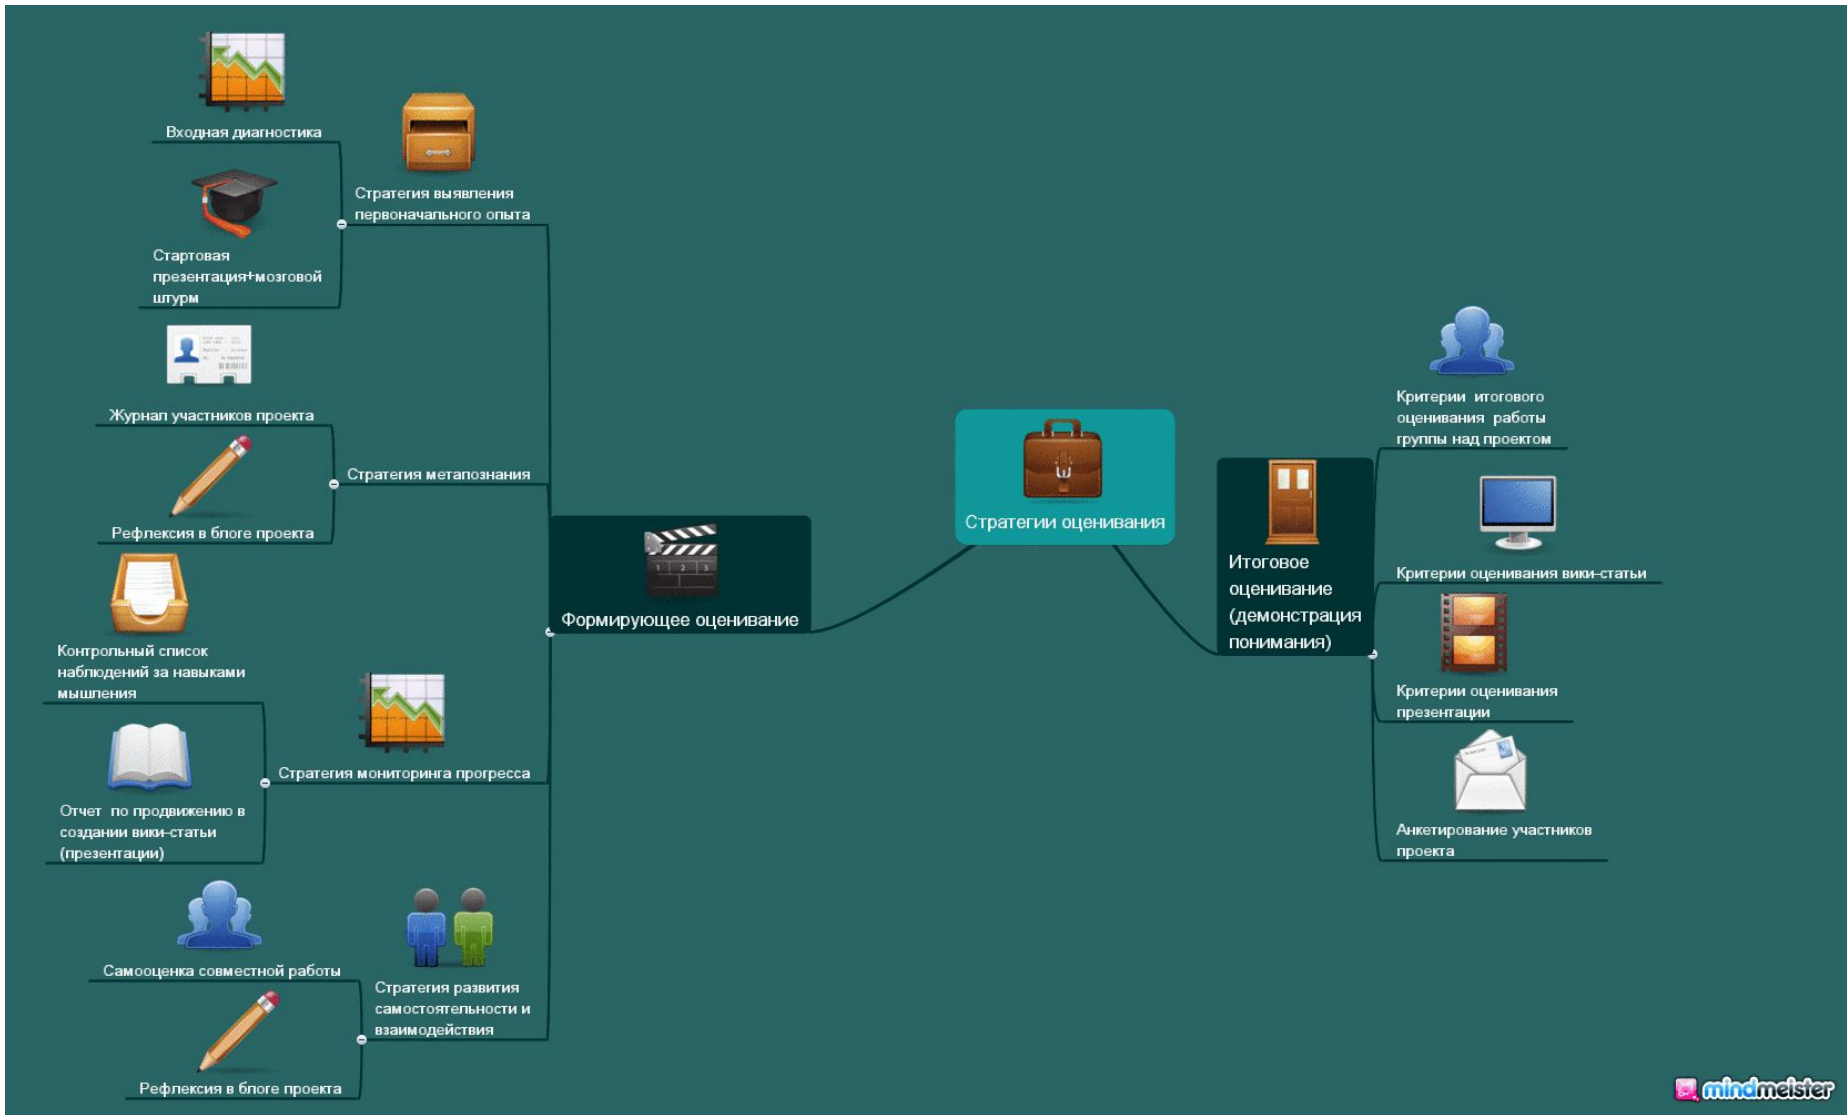 Стратегии оценивания
Формирующее оценивание
Стратегия выявления
первоначального опыта
Входная диагностика
Стартовая
презентация+мозговой
штурм
Стратегия метапознания
Журнал участников проекта
Рефлексия в блоге проекта
Стратегия мониторинга прогресса
Контрольный список
наблюдений за навыками
мышления
Отчет по продвижению в
создании вики-статьи
(презентации)
Стратегия развития
самостоятельности и
взаимодействия
Самооценка совместной работы
Рефлексия в блоге проекта
Итоговое
оценивание
(демонстрация
понимания)
Критерии итогового
оценивания работы
группы над проектом
Критерии оценивания вики-статьи
Критерии оценивания
презентации
Анкетирование участников
проекта
1 2 3
mindmeister